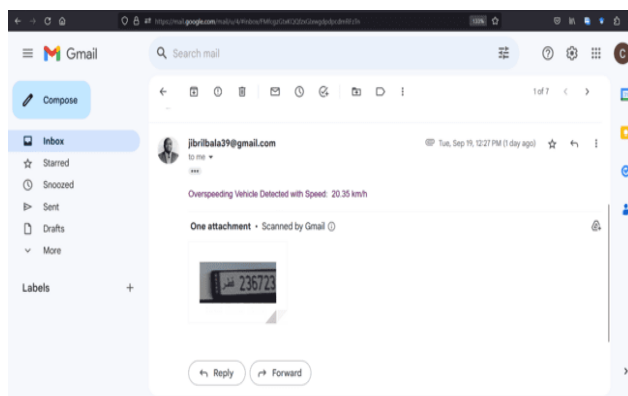 Gmail
Search mail
Compose
1 of 7
Inbox
Starred
Snoozed
Sent
Drafts
More
Labels
jibrilbala39@gmail.com
Tue, Sep 19, 12:27 PM (1 day ago)
to me
Overspeeding Vehicle Detected with Speed: 20.35 km/h
One attachment • Scanned by Gmail
قطر 236723
Reply
Forward
C